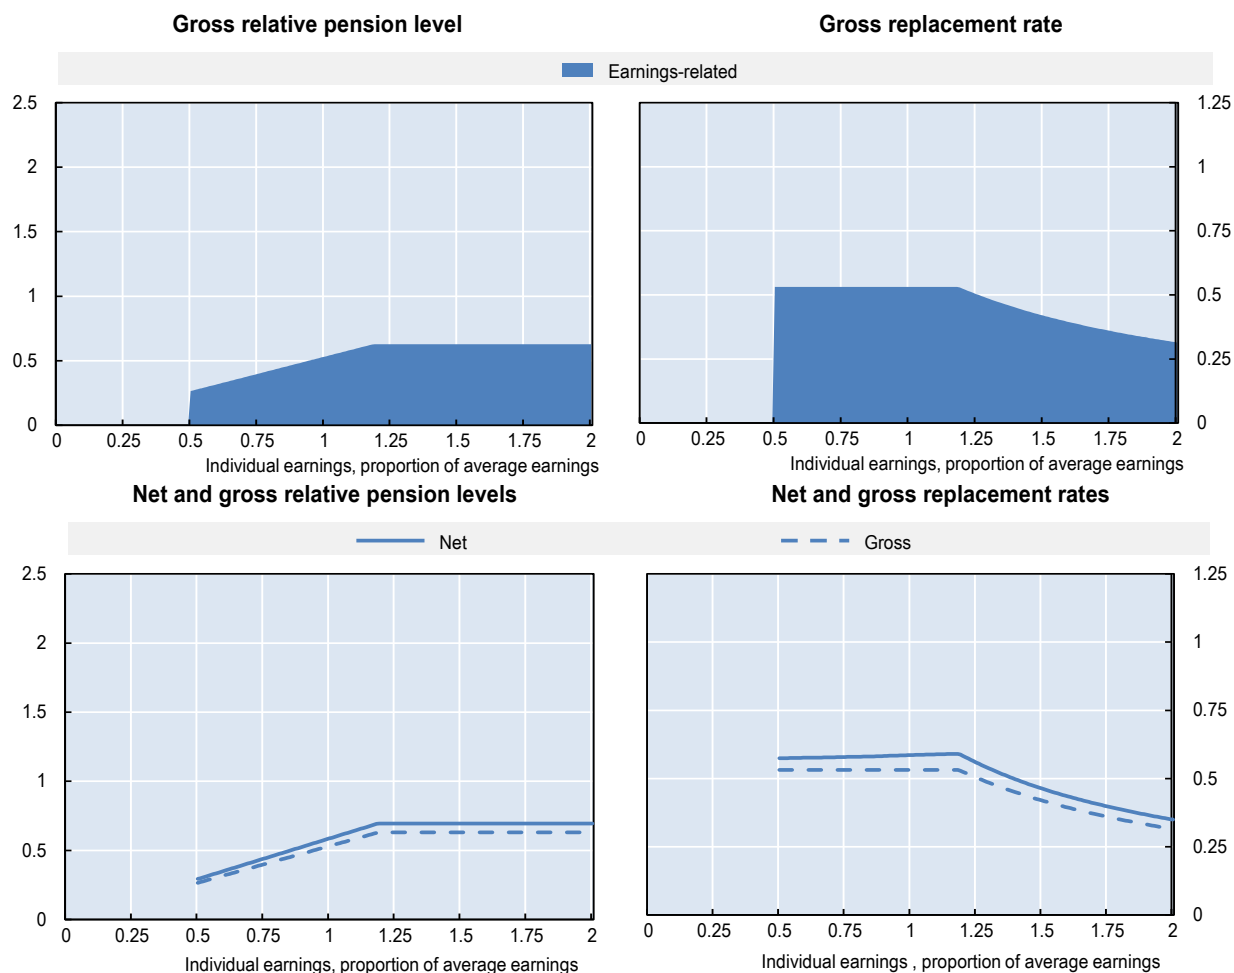 Gross relative pension level
Gross replacement rate
Earnings-related
2.5
2
1.5
1
0.5
0
0 0.25 0.5 0.75 1 1.25 1.5 1.75 2
Individual earnings, proportion of average earnings
1.25
1
0.75
0.5
0.25
0
0 0.25 0.5 0.75 1 1.25 1.5 1.75 2
Individual earnings, proportion of average earnings
Net and gross relative pension levels
Net and gross replacement rates
Net
Gross
2.5
2
1.5
1
0.5
0
0 0.25 0.5 0.75 1 1.25 1.5 1.75 2
Individual earnings, proportion of average earnings
1.25
1
0.75
0.5
0.25
0
0 0.25 0.5 0.75 1 1.25 1.5 1.75 2
Individual earnings , proportion of average earnings